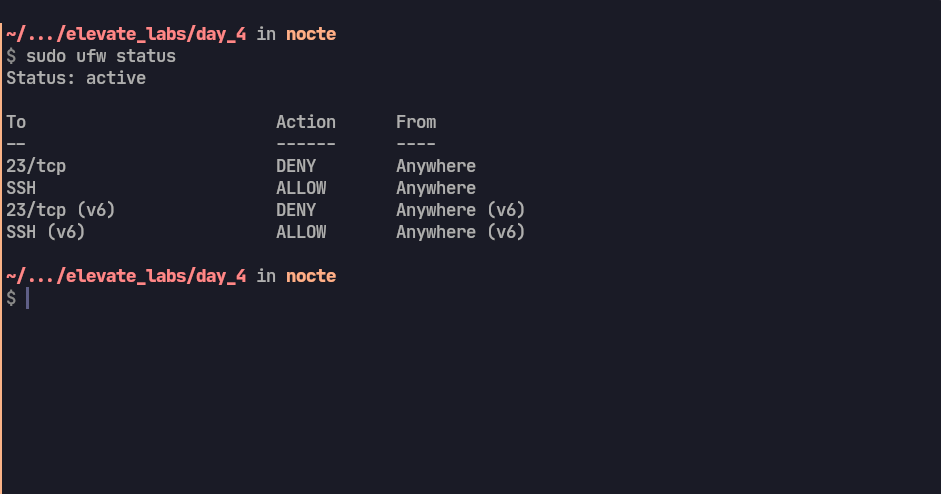 ~/.../elevate_labs/day_4 in nocte
$ sudo ufw status
Status: active
To                         Action      From
--                         ------      ----
23/tcp                     DENY        Anywhere
SSH                        ALLOW       Anywhere
23/tcp (v6)                DENY        Anywhere (v6)
SSH (v6)                   ALLOW       Anywhere (v6)
~/.../elevate_labs/day_4 in nocte
$